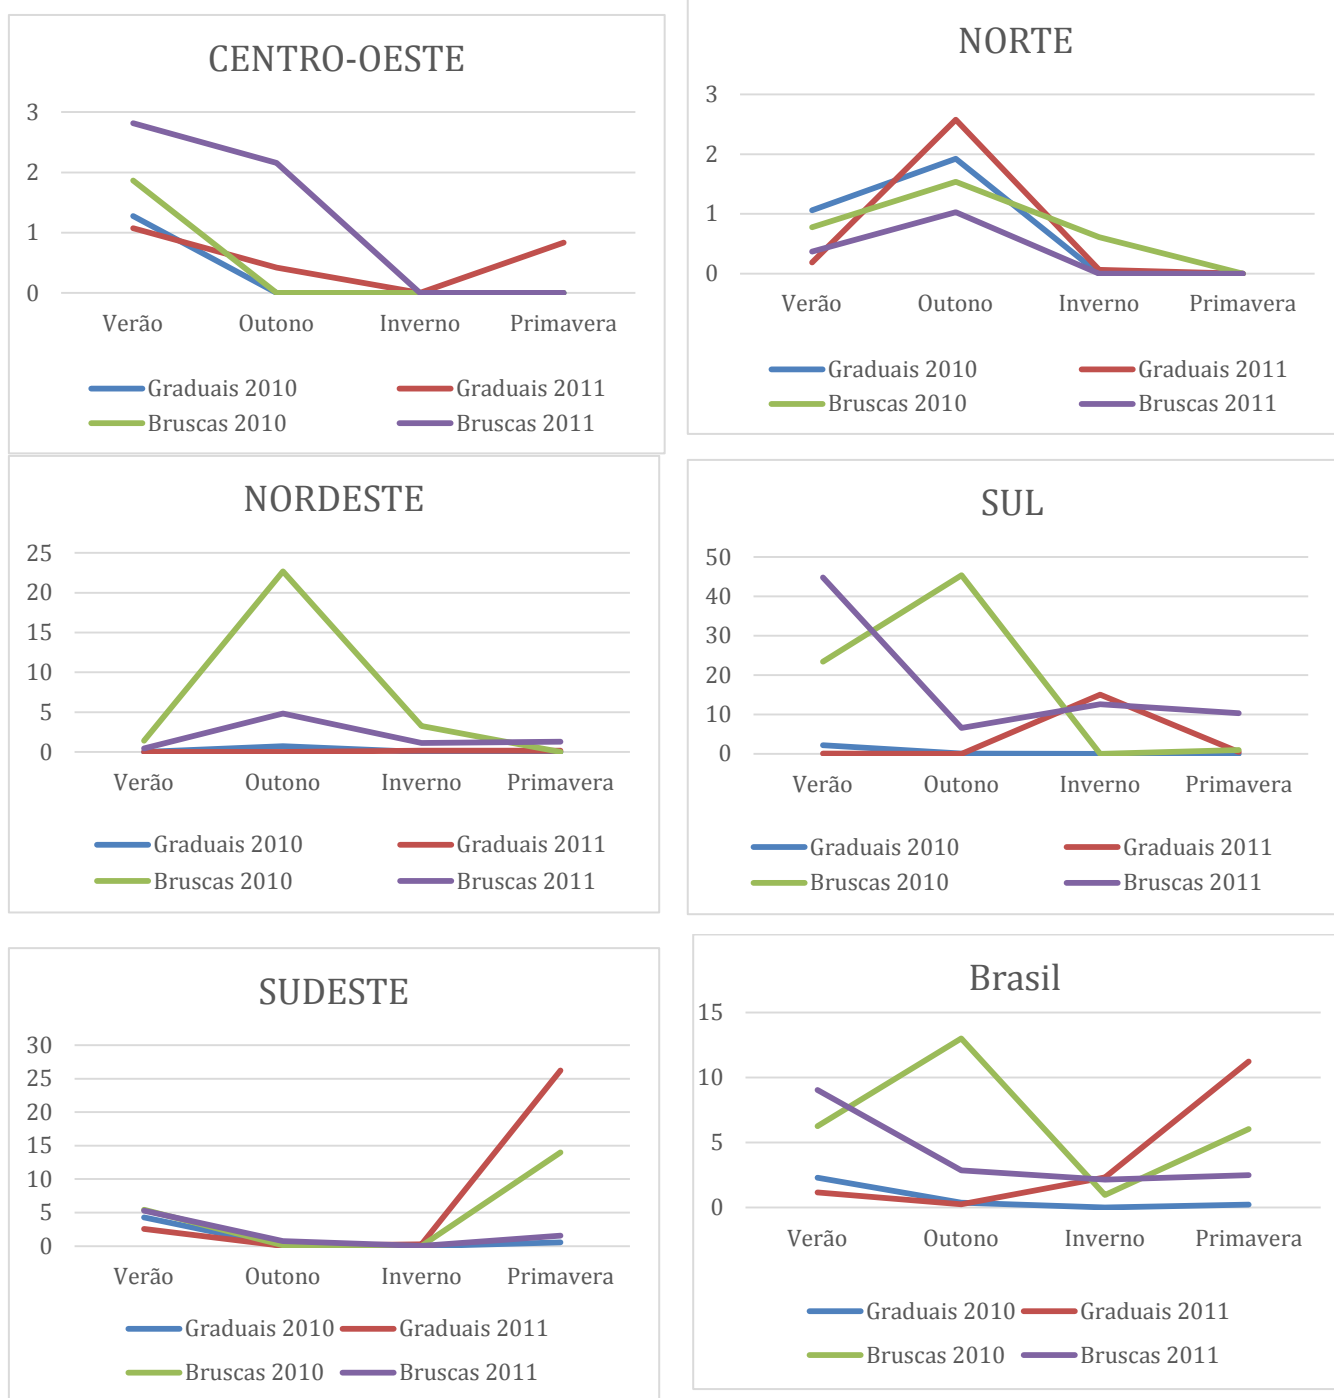 CENTRO-OESTE
3
2
1
0
Verão Outono Inverno Primavera
Graduais 2010 Graduais 2011
Bruscas 2010 Bruscas 2011
NORTE
3
2
1
0
Verão Outono Inverno Primavera
Graduais 2010 Graduais 2011
Bruscas 2010 Bruscas 2011
NORDESTE
25
20
15
10
5
0
Verão Outono Inverno Primavera
Graduais 2010 Graduais 2011
Bruscas 2010 Bruscas 2011
SUL
50
40
30
20
10
0
Verão Outono Inverno Primavera
Graduais 2010 Graduais 2011
Bruscas 2010 Bruscas 2011
SUDESTE
30
25
20
15
10
5
0
Verão Outono Inverno Primavera
Graduais 2010 Graduais 2011
Bruscas 2010 Bruscas 2011
Brasil
15
10
5
0
Verão Outono Inverno Primavera
Graduais 2010 Graduais 2011
Bruscas 2010 Bruscas 2011